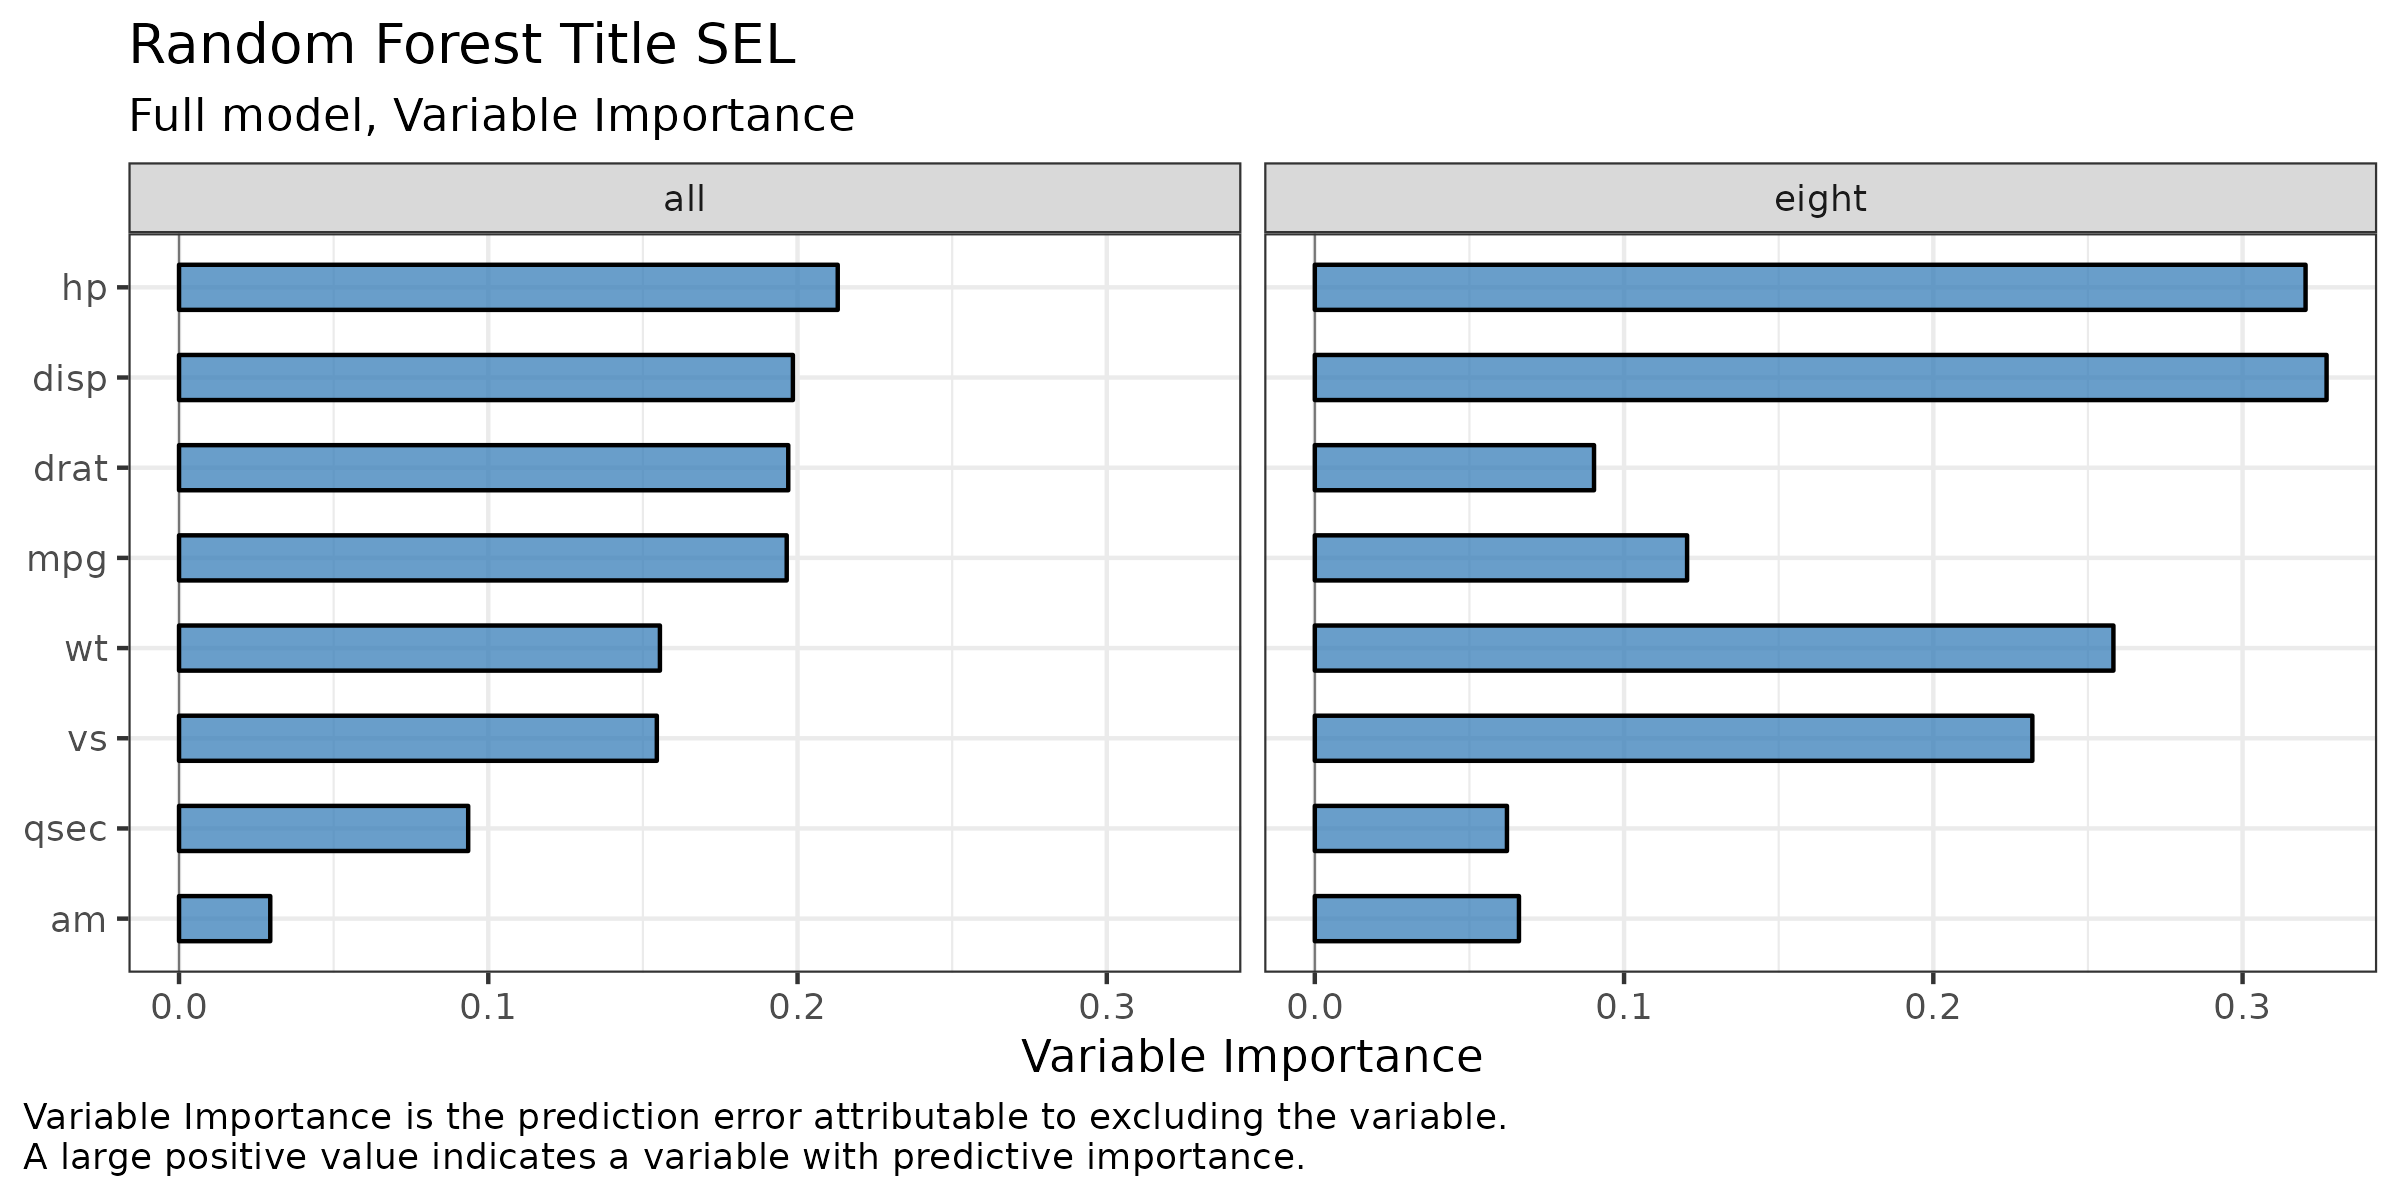 Random Forest Title SEL
Full model, Variable Importance
all
eight
hp
disp
drat
mpg
wt
vs
qsec
am
0.0 0.1 0.2 0.3 0.0 0.1 0.2 0.3
Variable Importance
Variable Importance is the prediction error attributable to excluding the variable.
A large positive value indicates a variable with predictive importance.